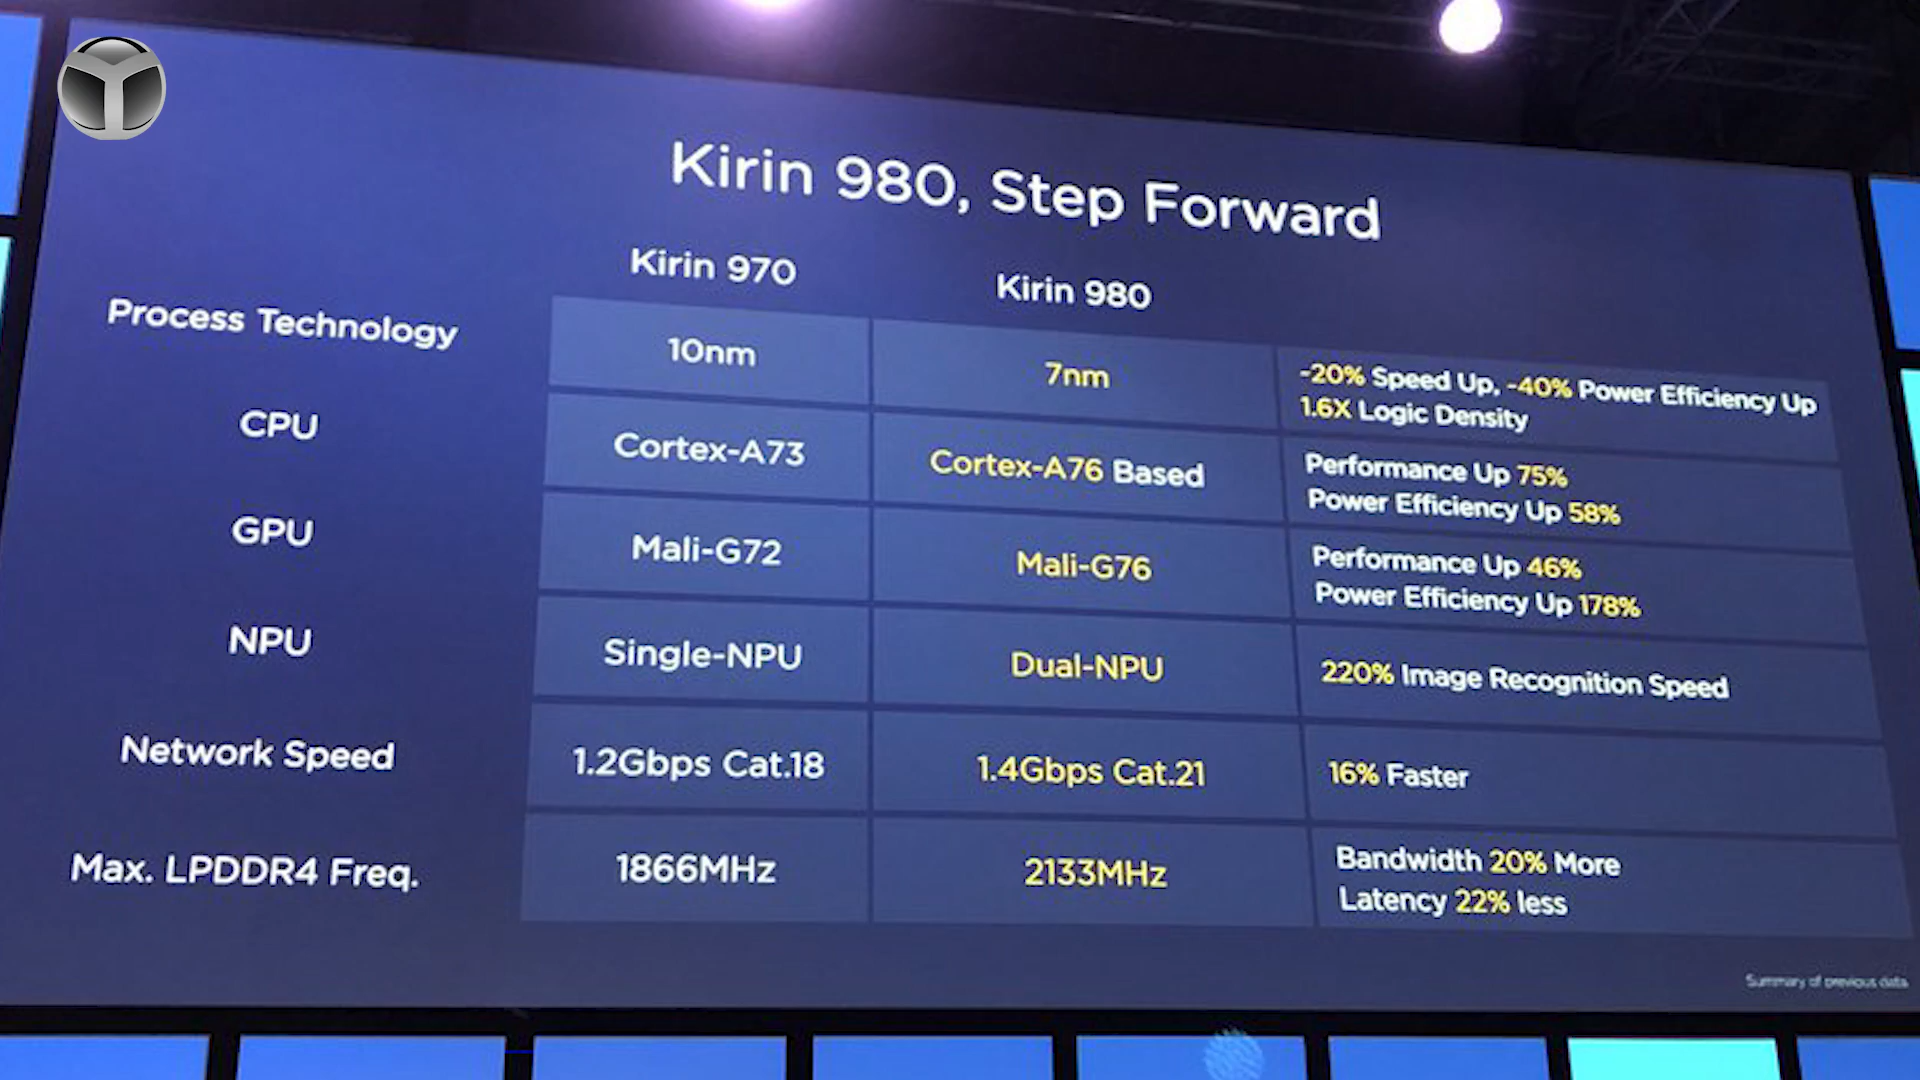 Kirin 980, Step Forward
Kirin 970
Kirin 980
Process Technology
10nm
7nm
-20% Speed Up, -40% Power Efficiency Up
1.6X Logic Density
CPU
Cortex-A73
Cortex-A76 Based
Performance Up 75%
Power Efficiency Up 58%
GPU
Mali-G72
Mali-G76
Performance Up 46%
Power Efficiency Up 178%
NPU
Single-NPU
Dual-NPU
220% Image Recognition Speed
Network Speed
1.2Gbps Cat.18
1.4Gbps Cat.21
16% Faster
Max. LPDDR4 Freq.
1866MHz
2133MHz
Bandwidth 20% More
Latency 22% less
Summary of previous data